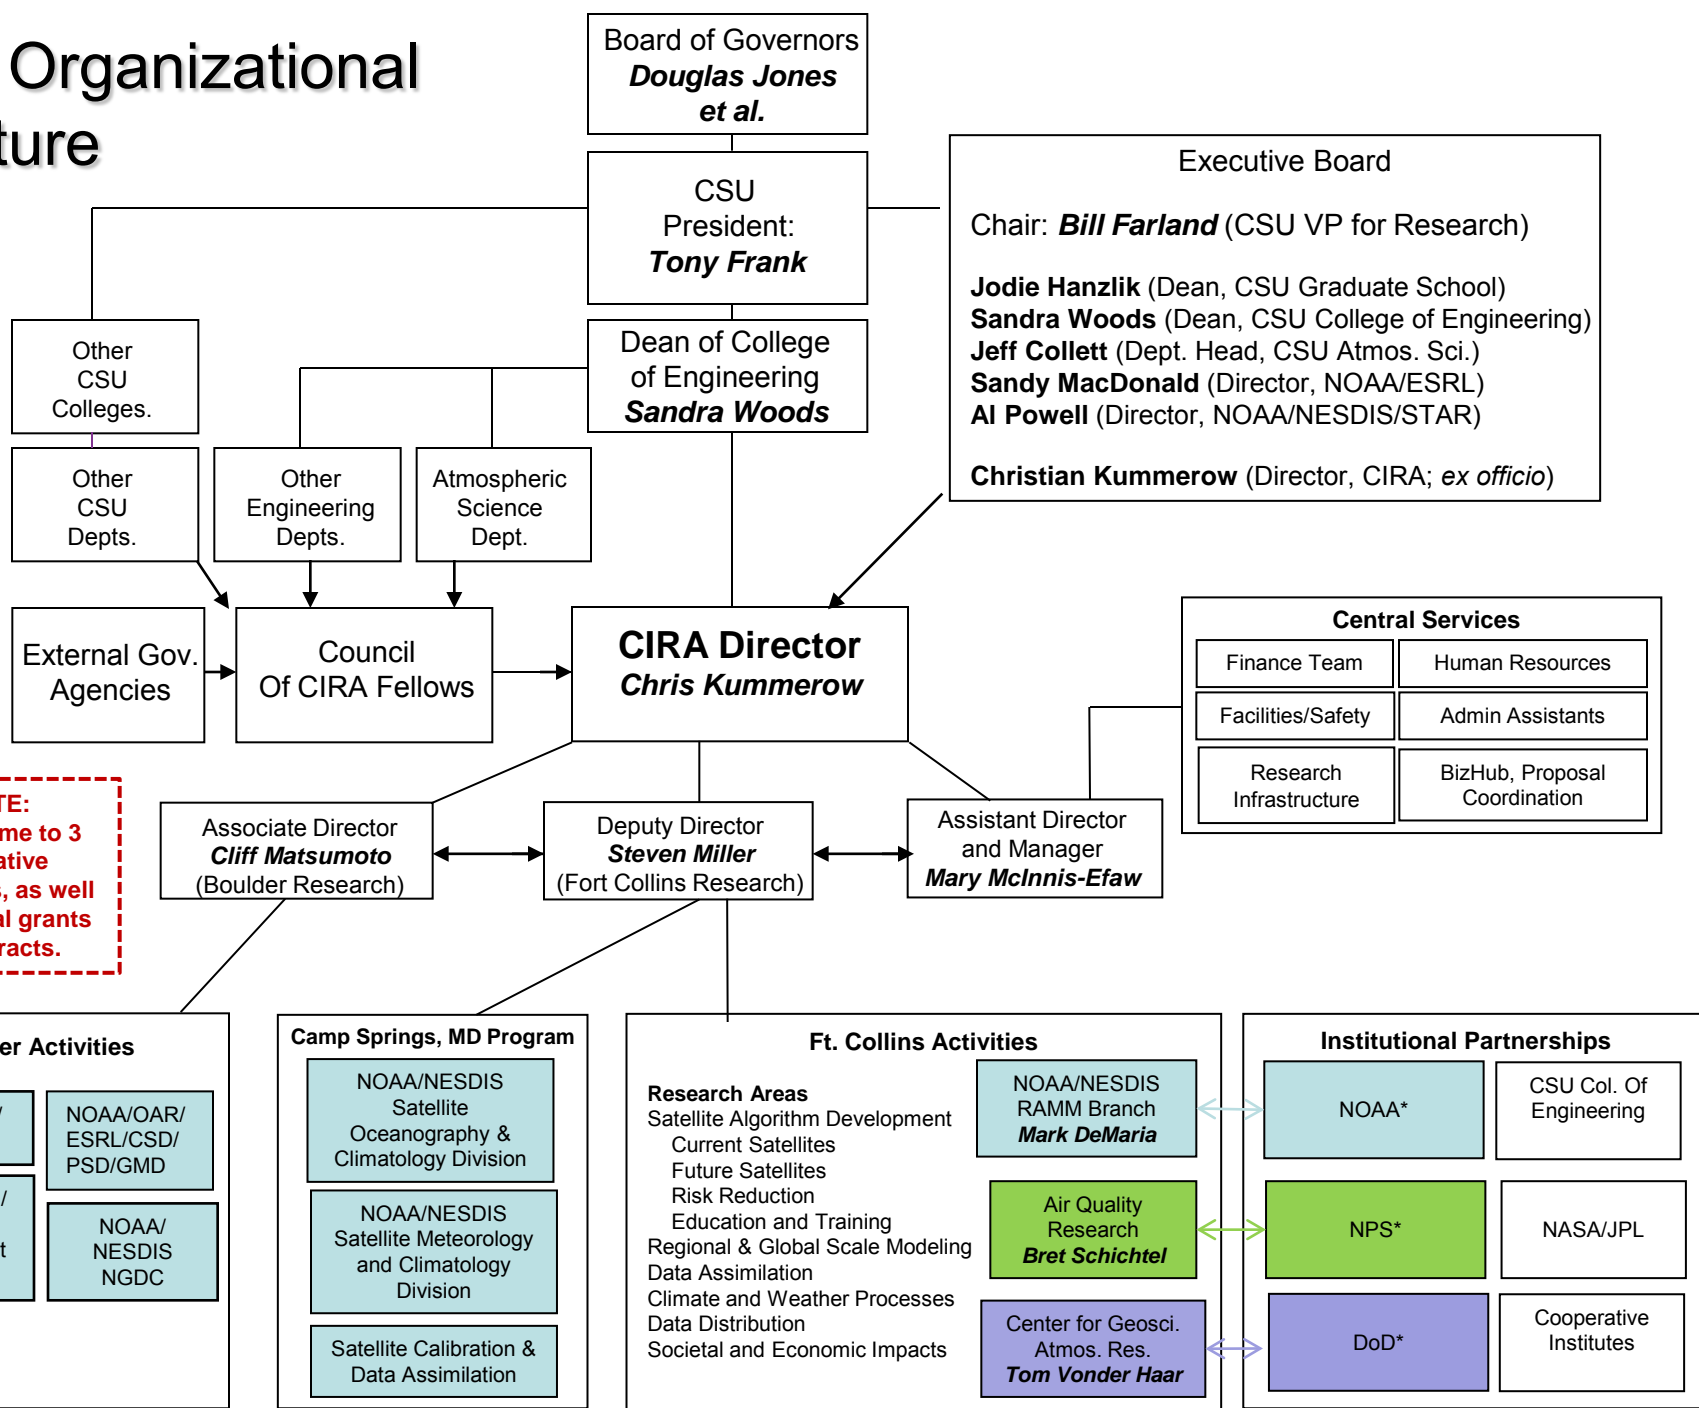 Organizational
ture
Board of Governors
Douglas Jones
et al.
CSU
President:
Tony Frank
Executive Board
Chair: Bill Farland (CSU VP for Research)
Jodie Hanzlik (Dean, CSU Graduate School)
Sandra Woods (Dean, CSU College of Engineering)
Jeff Collett (Dept. Head, CSU Atmos. Sci.)
Sandy MacDonald (Director, NOAA/ESRL)
Al Powell (Director, NOAA/NESDIS/STAR)
Christian Kummerow (Director, CIRA; ex officio)
Other
CSU
Colleges.
Dean of College
of Engineering
Sandra Woods
Other
CSU
Depts.
Other
Engineering
Depts.
Atmospheric
Science
Dept.
External Gov.
Agencies
Council
Of CIRA Fellows
CIRA Director
Chris Kummerow
Central Services
Finance Team
Human Resources
Facilities/Safety
Admin Assistants
Research
Infrastructure
BizHub, Proposal
Coordination
TE:
me to 3
ative
s, as well
al grants
racts.
Associate Director
Cliff Matsumoto
(Boulder Research)
Deputy Director
Steven Miller
(Fort Collins Research)
Assistant Director
and Manager
Mary McInnis-Efaw
er Activities
/
NOAA/OAR/
ESRL/CSD/
PSD/GMD
/
t
NOAA/
NESDIS
NGDC
Camp Springs, MD Program
NOAA/NESDIS
Satellite
Oceanography &
Climatology Division
NOAA/NESDIS
Satellite Meteorology
and Climatology
Division
Satellite Calibration &
Data Assimilation
Ft. Collins Activities
Research Areas
Satellite Algorithm Development
Current Satellites
Future Satellites
Risk Reduction
Education and Training
Regional & Global Scale Modeling
Data Assimilation
Climate and Weather Processes
Data Distribution
Societal and Economic Impacts
NOAA/NESDIS
RAMM Branch
Mark DeMaria
Air Quality
Research
Bret Schichtel
Center for Geosci.
Atmos. Res.
Tom Vonder Haar
Institutional Partnerships
NOAA*
CSU Col. Of
Engineering
NPS*
NASA/JPL
DoD*
Cooperative
Institutes